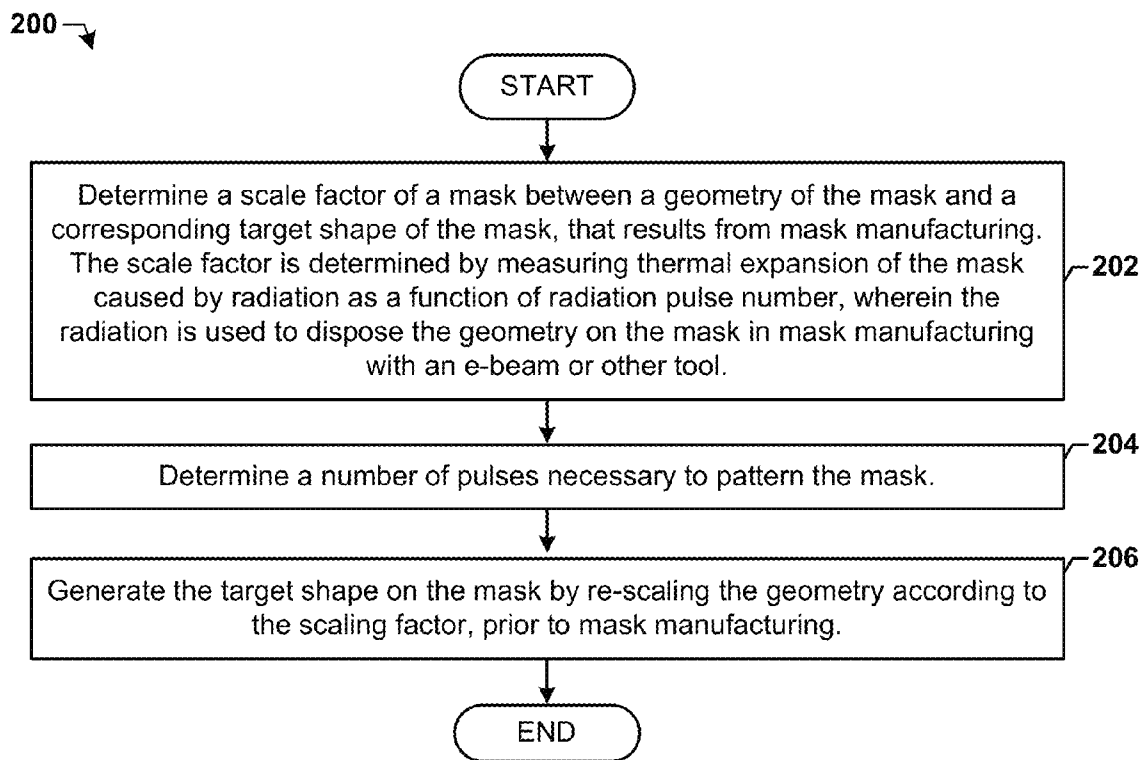 200
START
Determine a scale factor of a mask between a geometry of the mask and a
corresponding target shape of the mask, that results from mask manufacturing.
The scale factor is determined by measuring thermal expansion of the mask
caused by radiation as a function of radiation pulse number, wherein the
radiation is used to dispose the geometry on the mask in mask manufacturing
with an e-beam or other tool.
202
204
Determine a number of pulses necessary to pattern the mask.
206
Generate the target shape on the mask by re-scaling the geometry according to
the scaling factor, prior to mask manufacturing.
END